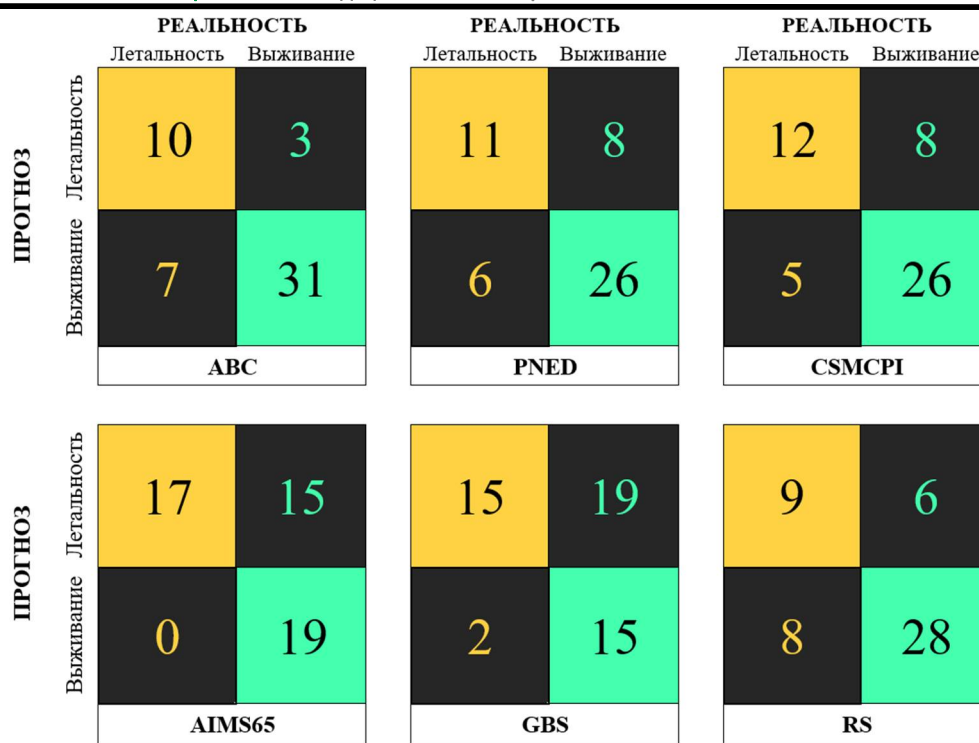 РЕАЛЬНОСТЬ РЕАЛЬНОСТЬ РЕАЛЬНОСТЬ
Летальность Выживание Летальность Выживание Летальность Выживание
ПРОГНОЗ
Летальность
10 3 11 8 12 8
Выживание
7 31 6 26 5 26
ABC PNED CSMCPI
ПРОГНОЗ
Летальность
17 15 15 19 9 6
Выживание
0 19 2 15 8 28
AIMS65 GBS RS